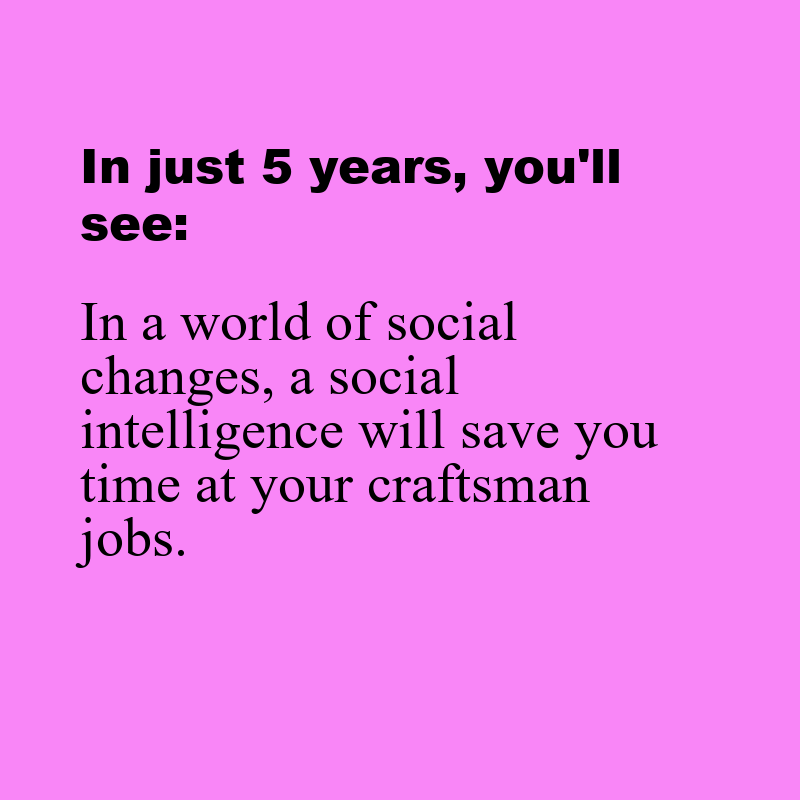 In just 5 years, you'll
see:
In a world of social
changes, a social
intelligence will save you
time at your craftsman
jobs.